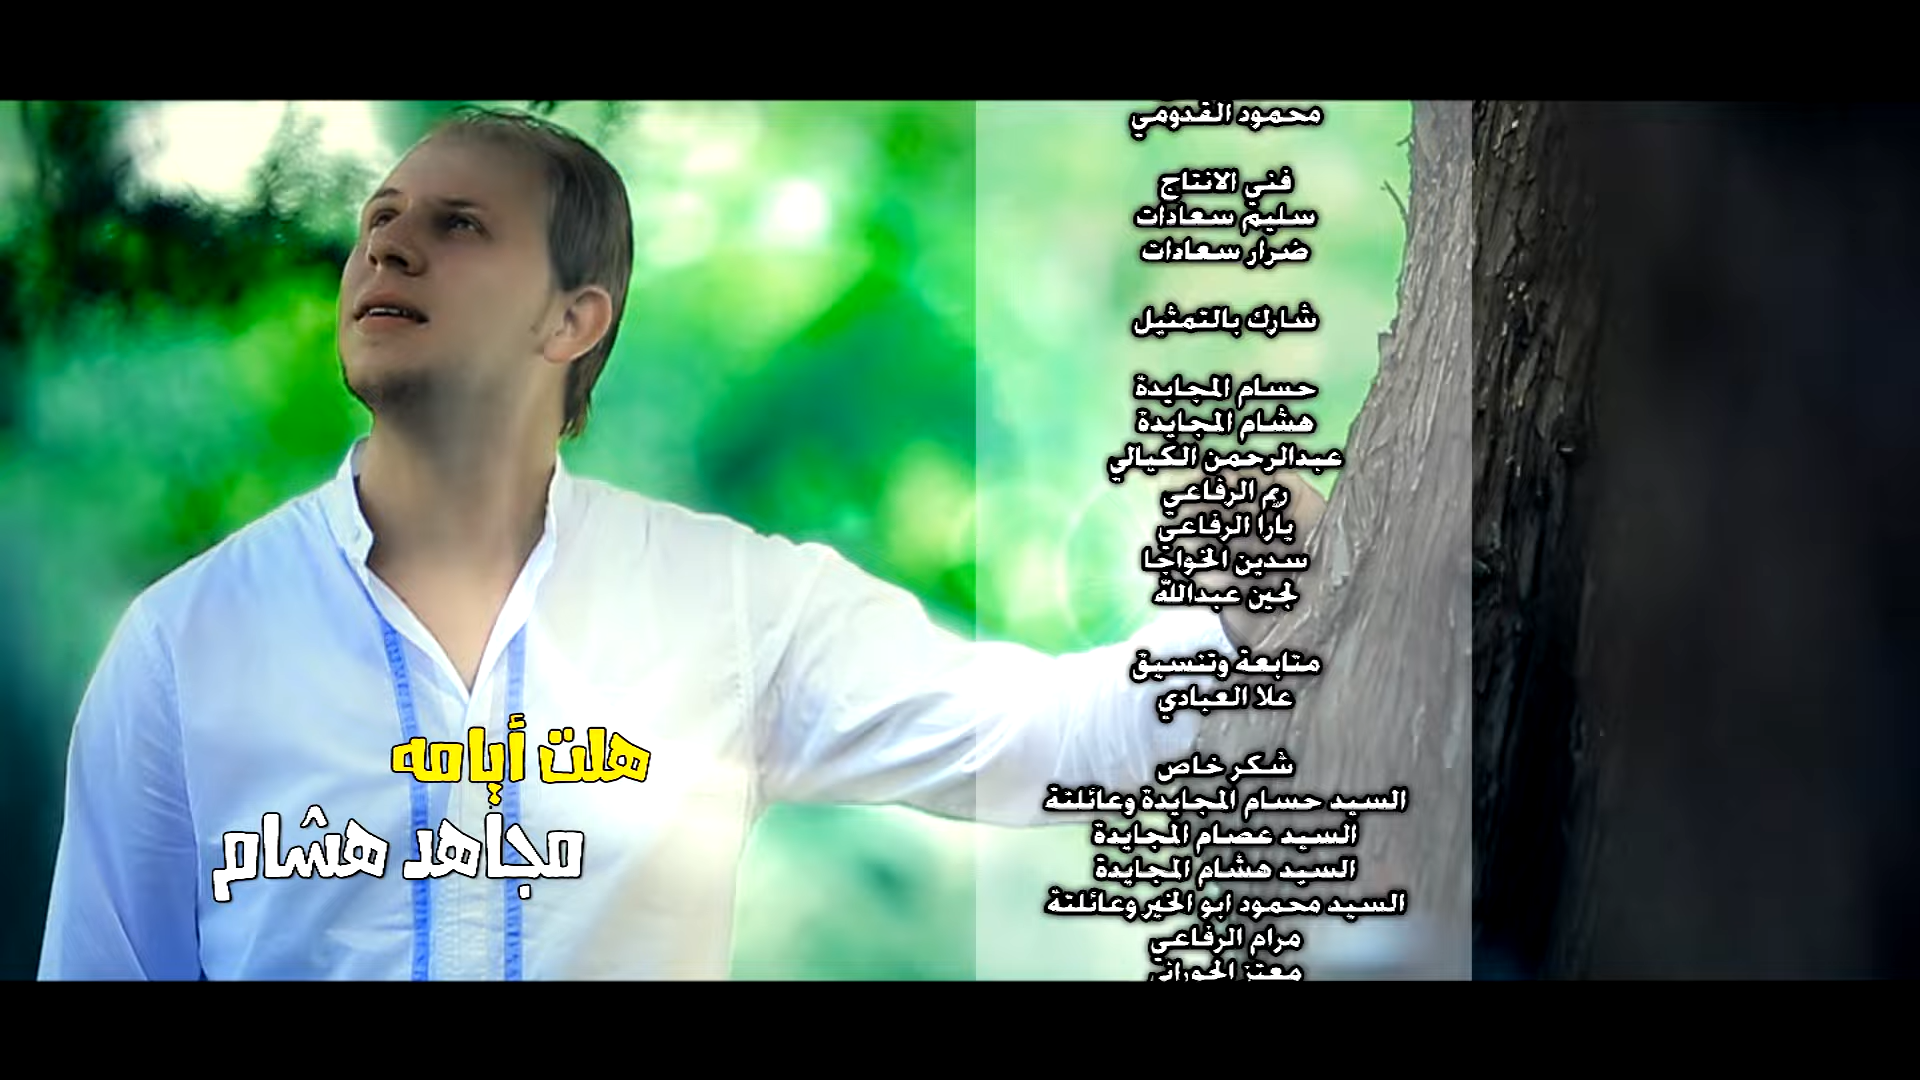 محمود القدومي
فني الانتاج
سليم سعادات
ضرار سعادات
شارك بالتمثيل
حسام المجايدة
هشام المجايدة
عبدالرحمن الكيالي
ريم الرفاعي
يارا الرفاعي
سدين الخواجا
لجين عبدالله
متابعة وتنسيق
علا العبادي
شكر خاص
السيد حسام المجايدة وعائلتة
السيد عصام المجايدة
السيد هشام المجايدة
السيد محمود ابو الخير وعائلتة
مرام الرفاعي
معتز الحوراني
هلت أيامه
مجاهد هشام